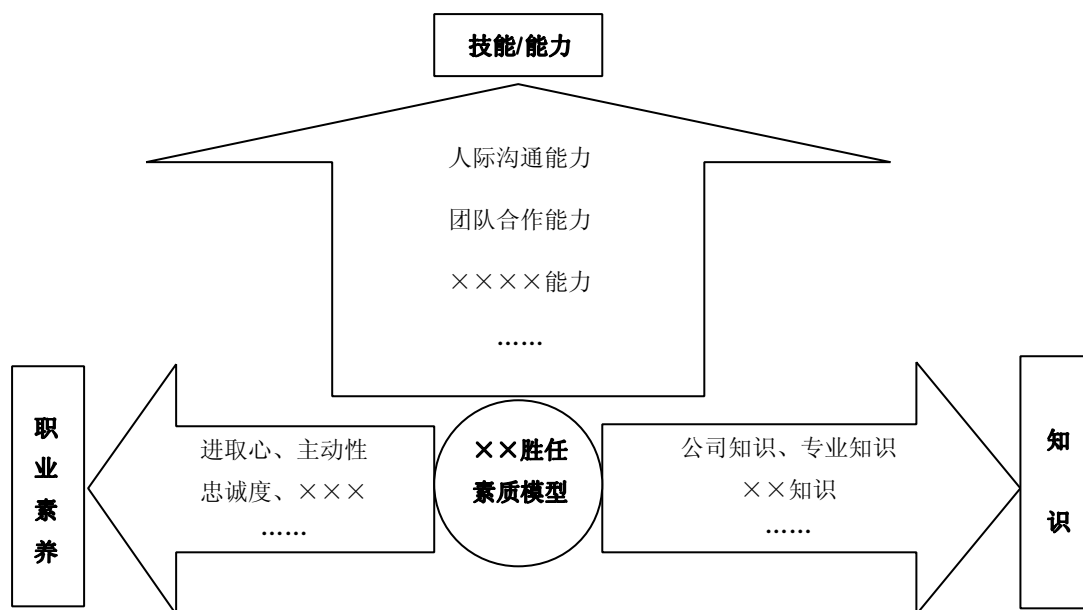 技能/能力
人际沟通能力
团队合作能力
××××能力
……
职业素养
进取心、主动性
忠诚度、×××
……
××胜任
素质模型
公司知识、专业知识
××知识
……
知识